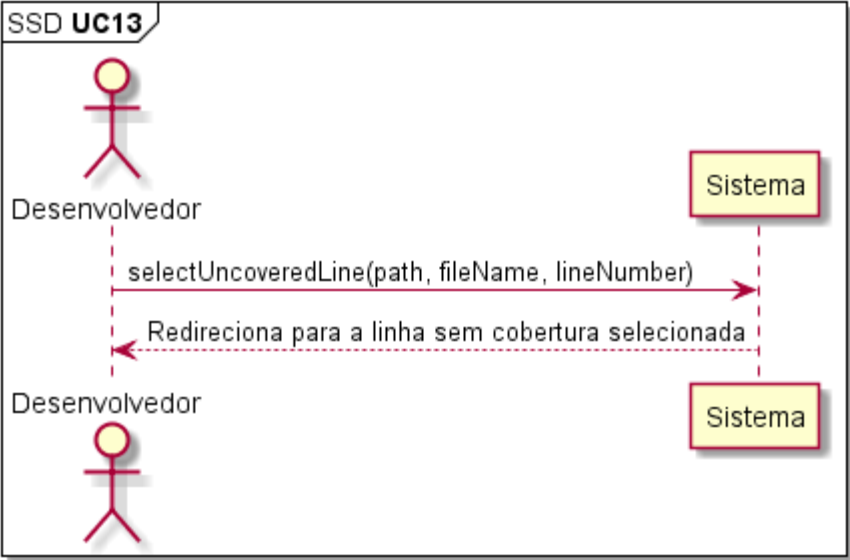 SSD UC13
Desenvolvedor
Sistema
selectUncoveredLine(path, fileName, lineNumber)
Redireciona para a linha sem cobertura selecionada
Desenvolvedor
Sistema